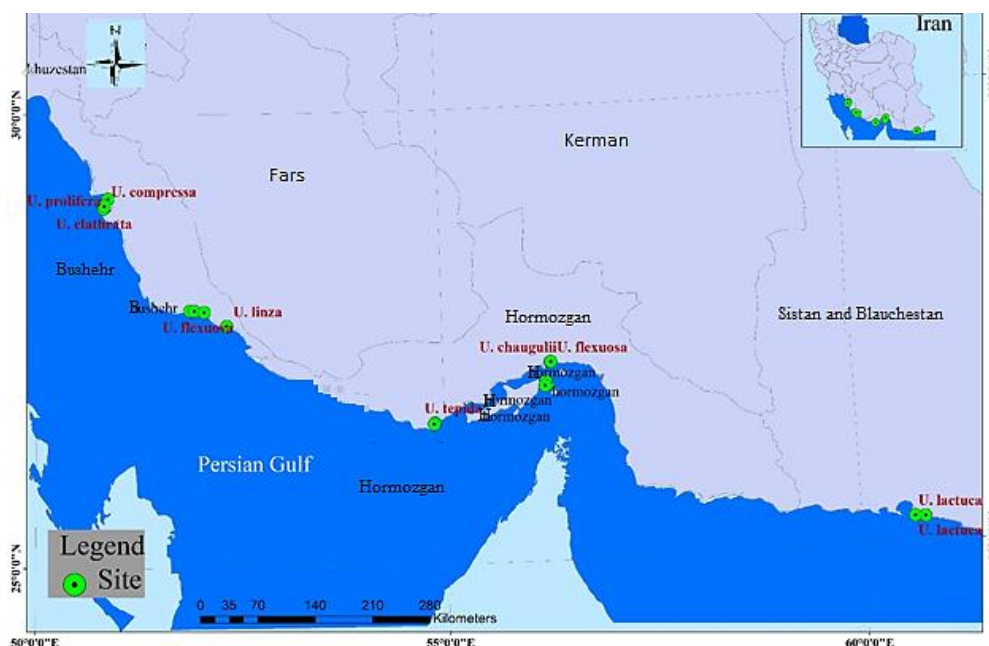 Iran
khuzestan
30°0'0"N
Kerman
Fars
U. compressa
U. prolifera
U. clathrata
Bushehr
Bushehr
U. linza
U. flexuosa
Hormozgan
Sistan and Blauchestan
U. chauguliiU. flexuosa
Hormozgan
hormozgan
Hormozgan
U. tepida
Hormozgan
Persian Gulf
Hormozgan
U. lactuca
U. lactuca
Legend
Site
25°0'0"N
0 35 70 140 210 280
Kilometers
50°0'0"E 55°0'0"E 60°0'0"E